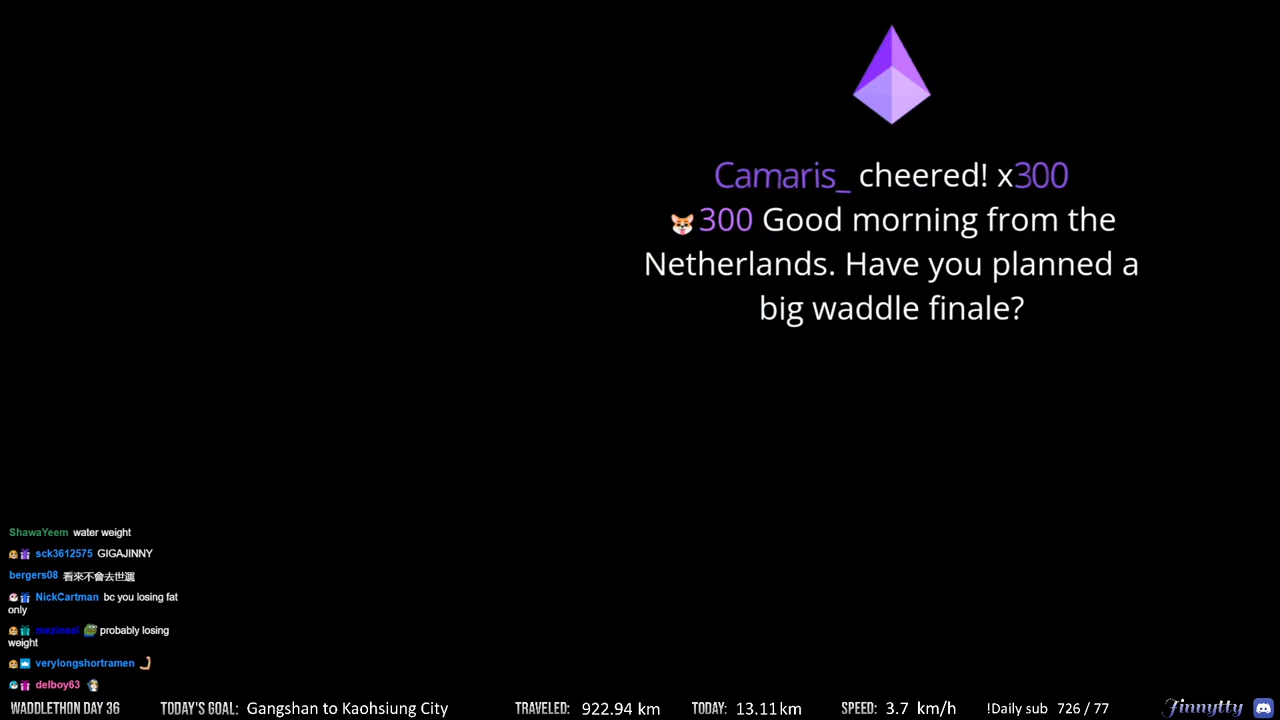 Camaris_ cheered! x300
300 Good morning from the
Netherlands. Have you planned a
big waddle finale?
ShawaYeem water weight
sck3612575 GIGAJINNY
bergers08 看來不會去世運
NickCartman bc you losing fat
only
probably losing
weight
verylongshortramen
delboy63
WADDLETHON DAY 36 TODAY'S GOAL: Gangshan to Kaohsiung City TRAVELED: 922.94 km TODAY: 13.11km SPEED: 3.7 km/h !Daily sub 726 / 77 Jinnytty